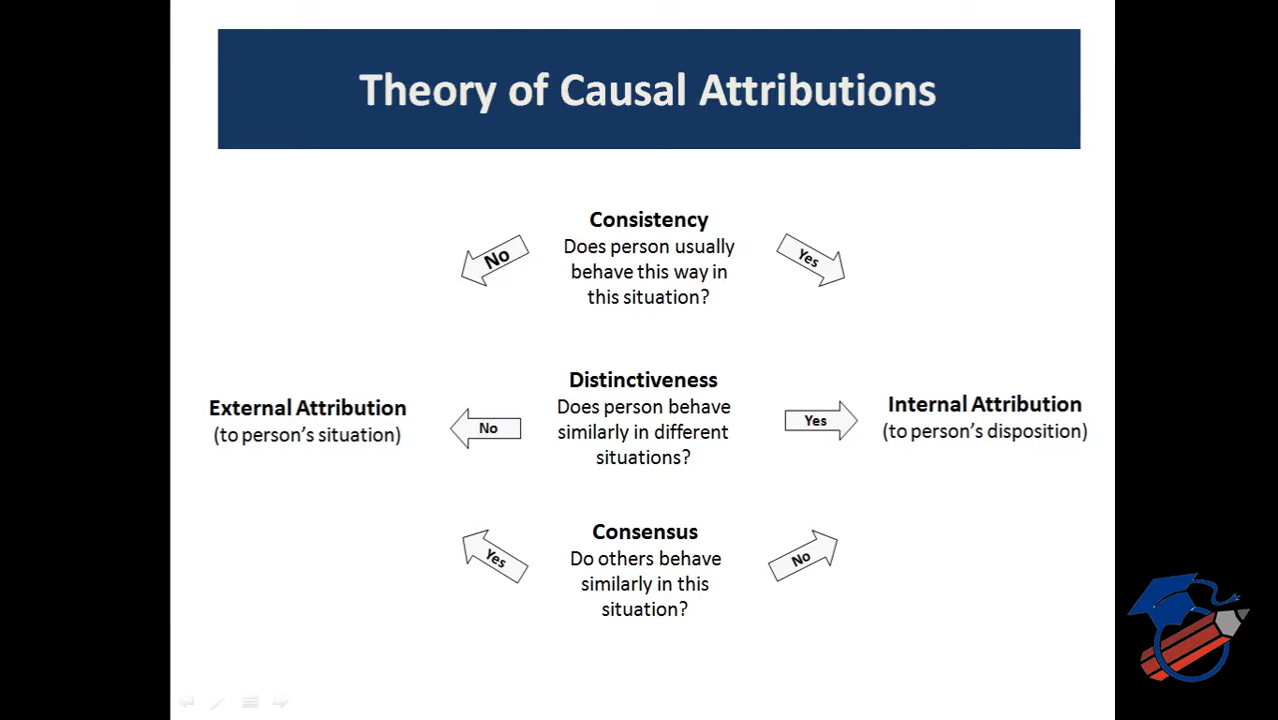 Theory of Causal Attributions
Consistency
Does person usually
behave this way in
this situation?
No
Yes
Distinctiveness
Does person behave
similarly in different
situations?
External Attribution
(to person's situation)
No
Yes
Internal Attribution
(to person's disposition)
Consensus
Do others behave
similarly in this
situation?
Yes
No